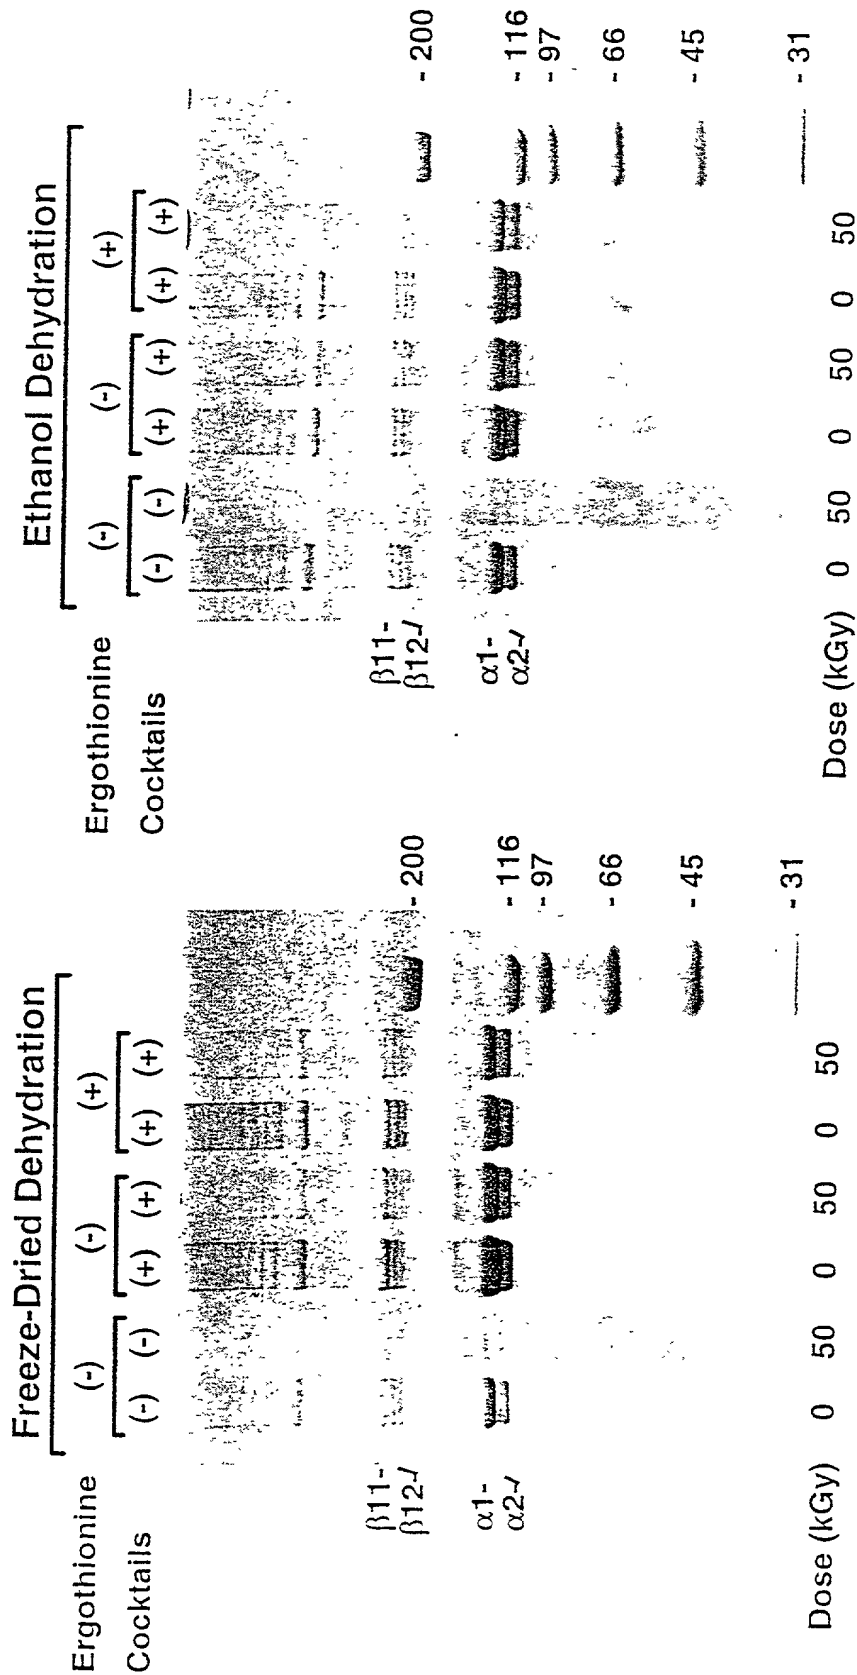 Freeze-Dried Dehydration
Ergothionine (-) (-) (+)
Cocktails (-) (-) (+) (+) (+) (+)
β11-
β12-
α1-
α2-
- 200
- 116
- 97
- 66
- 45
- 31
Dose (kGy) 0 50 0 50 0 50
Ethanol Dehydration
Ergothionine (-) (-) (+)
Cocktails (-) (-) (+) (+) (+) (+)
β11-
β12-
α1-
α2-
- 200
- 116
- 97
- 66
- 45
- 31
Dose (kGy) 0 50 0 50 0 50